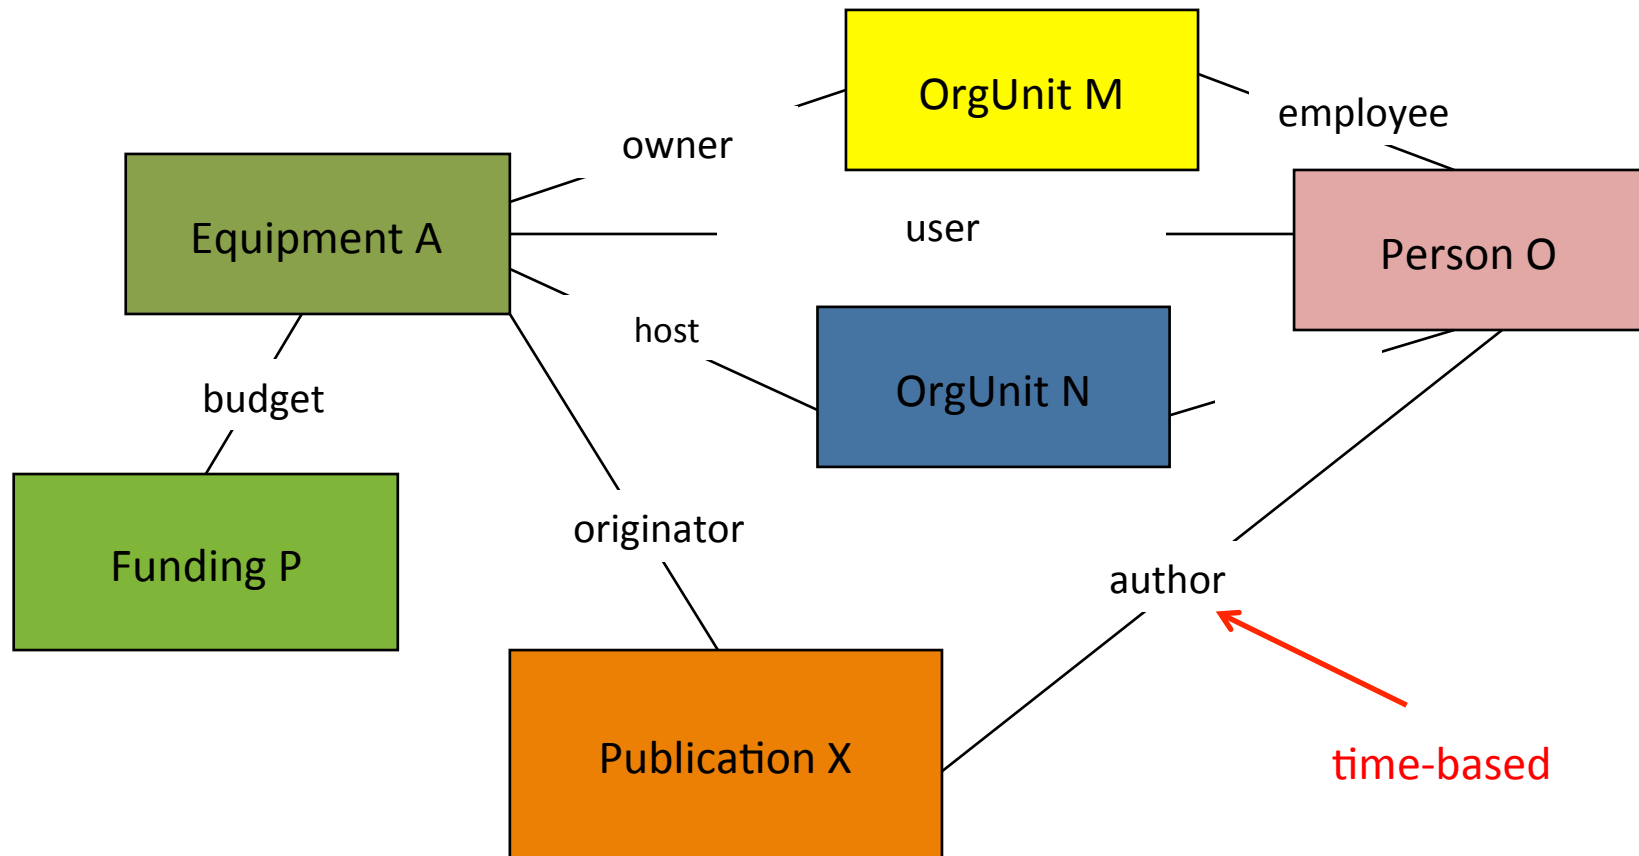 OrgUnit M
employee
owner
Equipment A
user
Person O
host
OrgUnit N
budget
originator
Funding P
author
Publication X
time-based